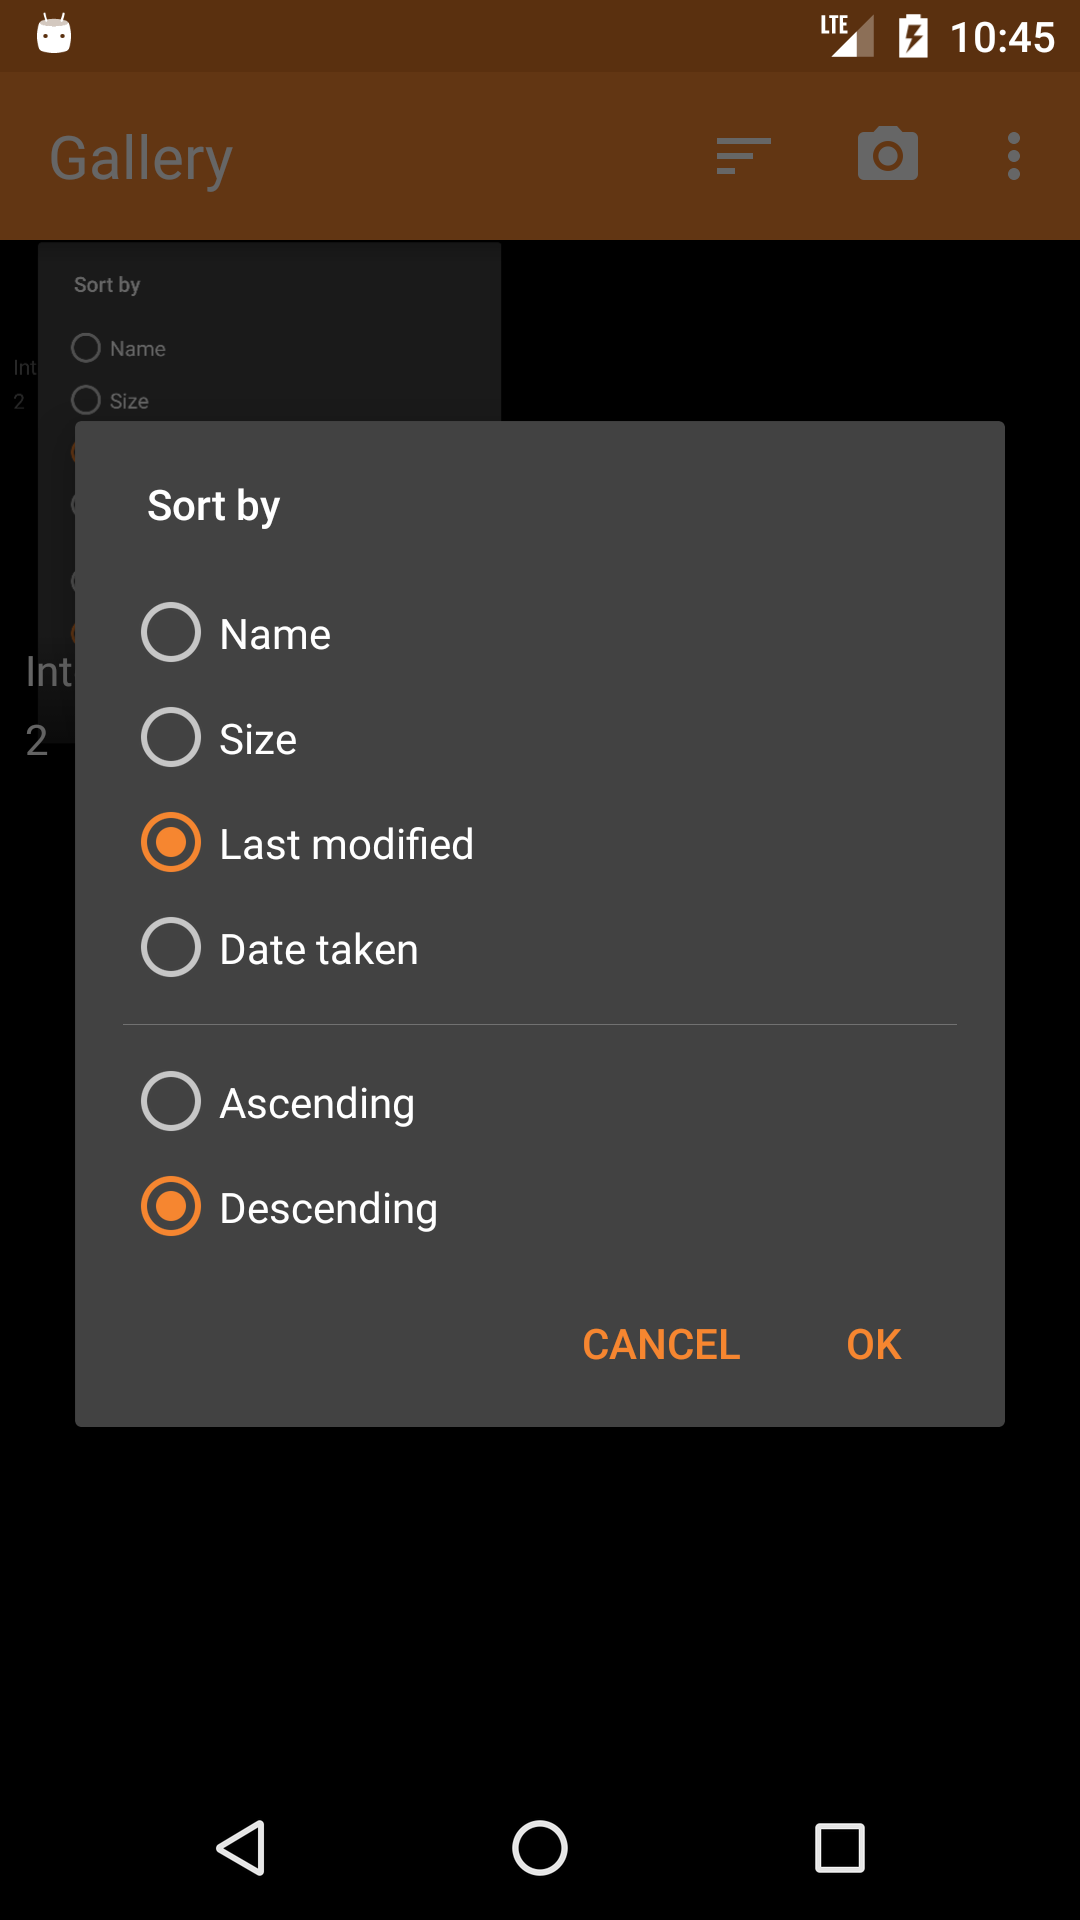 LTE 10:45
Gallery
Sort by
Name
Size
Int
2
Sort by
Name
Size
Int
Last modified
2
Date taken
Ascending
Descending
CANCEL OK